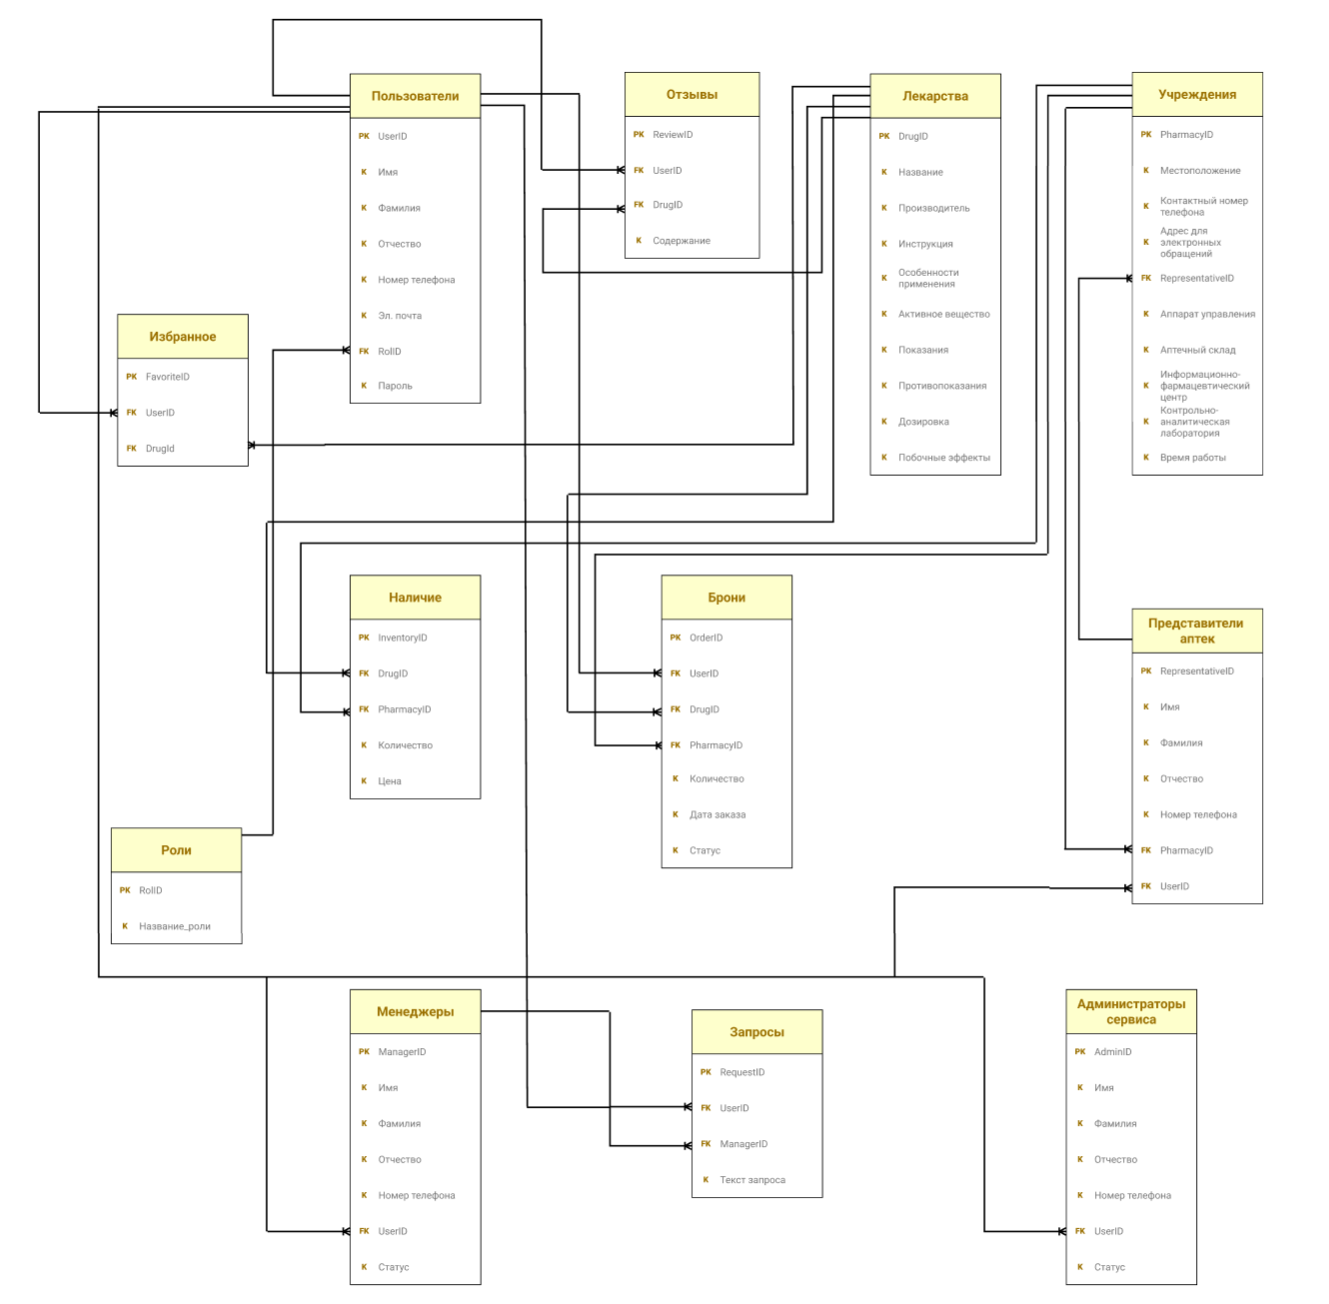 Пользователи
PK UserID
K Имя
K Фамилия
K Отчество
K Номер телефона
K Эл. почта
FK RollD
K Пароль
Отзывы
PK ReviewID
FK UserID
FK DrugID
K Содержание
Лекарства
PK DrugID
K Название
K Производитель
K Инструкция
K Особенности
применения
K Активное вещество
K Показания
K Противопоказания
K Дозировка
K Побочные эффекты
Учреждения
PK PharmacyID
K Местоположение
K Контактный номер
телефона
K Адрес для
электронных
обращений
FK RepresentativeID
K Аппарат управления
K Аптечный склад
K Информационно-
фармацевтический
центр
K Контрольно-
аналитическая
лаборатория
K Время работы
Избранное
PK FavoriteID
FK UserID
FK DrugId
Наличие
PK InventoryID
FK DrugID
FK PharmacyID
K Количество
K Цена
Брони
PK OrderID
FK UserID
FK DrugID
FK PharmacyID
K Количество
K Дата заказа
K Статус
Представители
аптек
PK RepresentativeID
K Имя
K Фамилия
K Отчество
K Номер телефона
FK PharmacyID
FK UserID
Роли
PK RollD
K Название_роли
Менеджеры
PK ManagerID
K Имя
K Фамилия
K Отчество
K Номер телефона
FK UserID
K Статус
Запросы
PK RequestID
FK UserID
FK ManagerID
K Текст запроса
Администраторы
сервиса
PK AdminID
K Имя
K Фамилия
K Отчество
K Номер телефона
FK UserID
K Статус